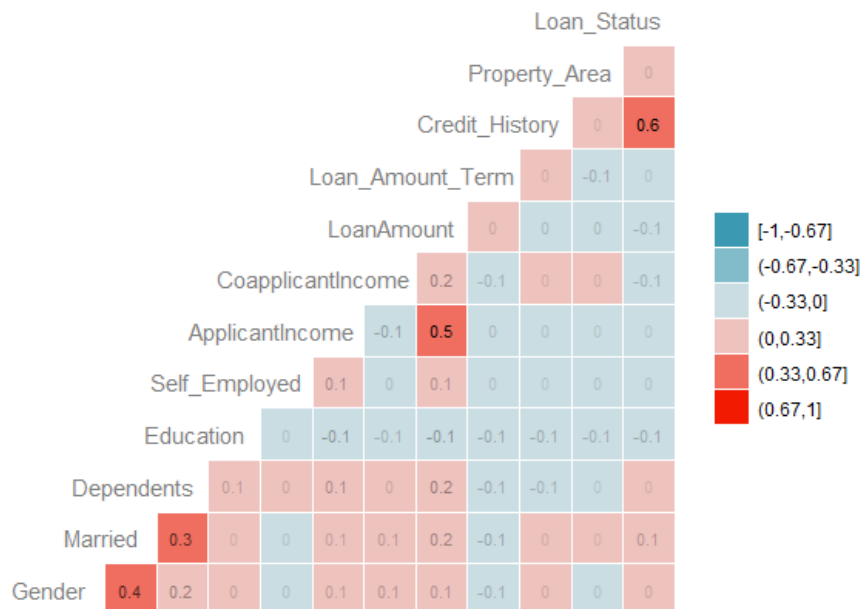 Loan_Status
Property_Area 0
Credit_History 0 0.6
Loan_Amount_Term 0 -0.1 0
LoanAmount 0 0 0 -0.1
CoapplicantIncome 0.2 -0.1 0 0 -0.1
ApplicantIncome -0.1 0.5 0 0 0 0
Self_Employed 0.1 0 0.1 0 0 0 0
Education 0 -0.1 -0.1 -0.1 -0.1 -0.1 -0.1 -0.1
Dependents 0.1 0 0.1 0 0.2 -0.1 -0.1 0 0
Married 0.3 0 0 0.1 0.1 0.2 -0.1 0 0 0.1
Gender 0.4 0.2 0 0 0.1 0.1 0.1 -0.1 0 0 0
[-1,-0.67]
(-0.67,-0.33]
(-0.33,0]
(0,0.33]
(0.33,0.67]
(0.67,1]